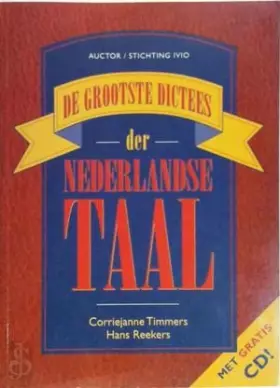 AUCTOR / STICHTING IVIO
DE GROOTSTE DICTEES
der
NEDERLANDSE
TAAL
Corriejanne Timmers
Hans Reekers
MET GRATIS
CD!